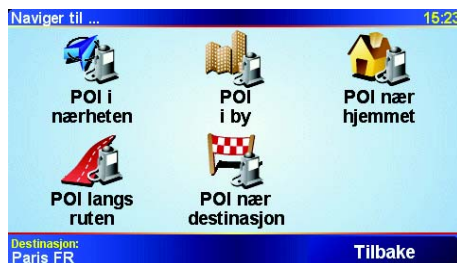 Naviger til ...
15:23
POI i
nærheten
POI
i by
POI nær
hjemmet
POI langs
ruten
POI nær
destinasjon
Destinasjon:
Paris FR
Tilbake